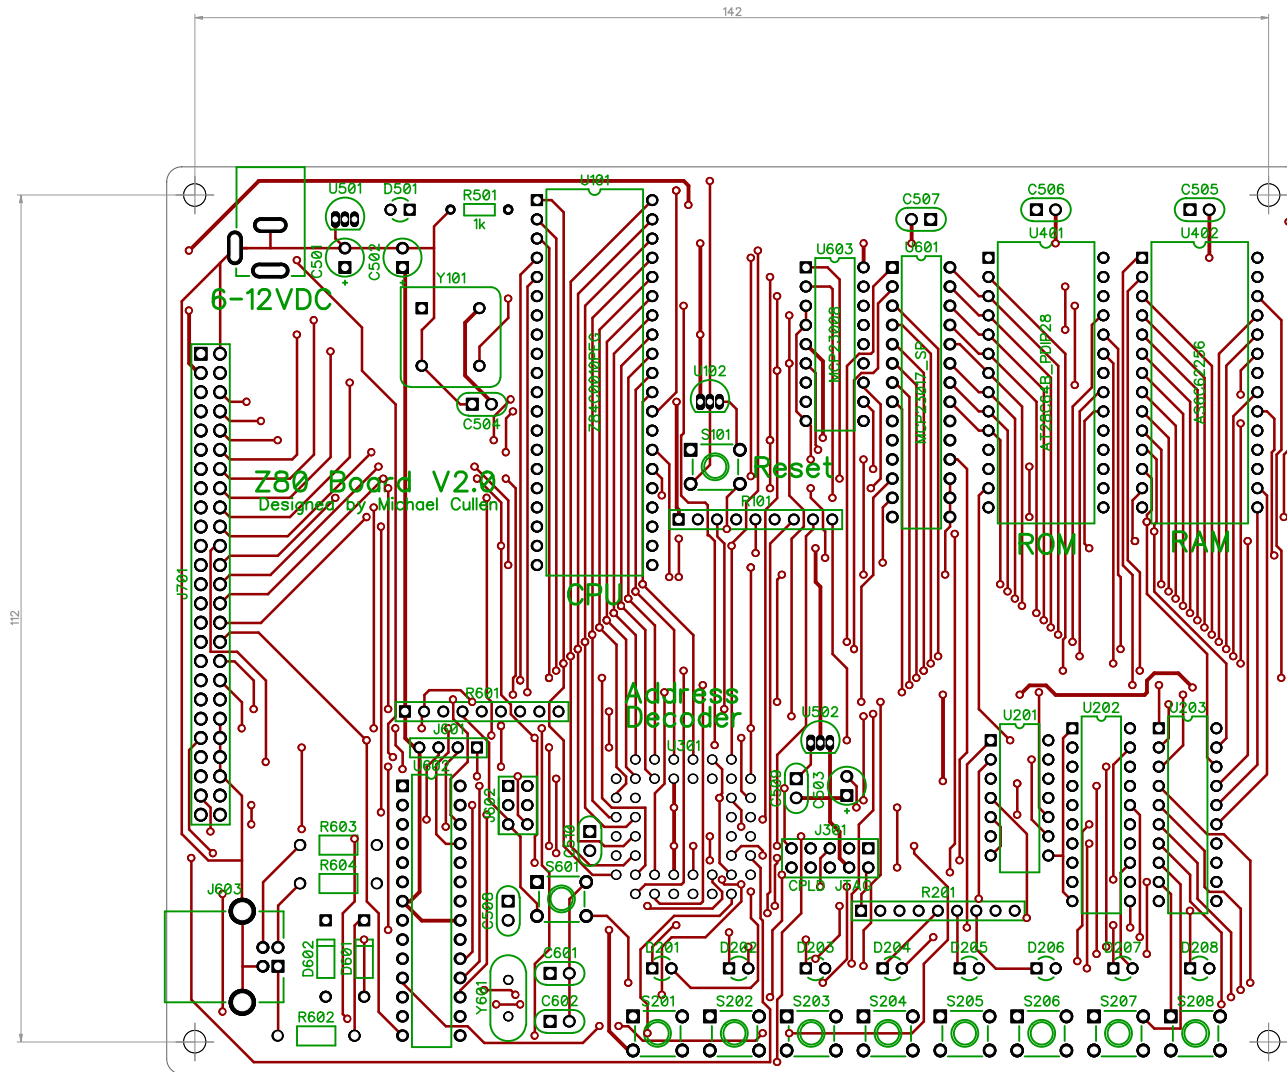 142
112
U501
D501
R501
1k
U101
C507
C506
C505
U401
U402
C501
C502
Y101
U603
U601
6-12VDC
Z84C0010PEG
MCP23008
MCP23017_SP
AT28C64B_PDIP28
AS6C62256
U102
C504
S101
Reset
Z80 Board V2.0
Designed by Michael Cullen
R101
ROM
RAM
J701
CPU
R601
Address
Decoder
U502
U201
U202
U203
J601
U301
U602
C509
C503
J602
C510
R603
J301
R604
S601
CPLD JTAG
J603
R201
C508
D602
D601
D201
D202
D203
D204
D205
D206
D207
D208
C601
Y601
C602
S201
S202
S203
S204
S205
S206
S207
S208
R602